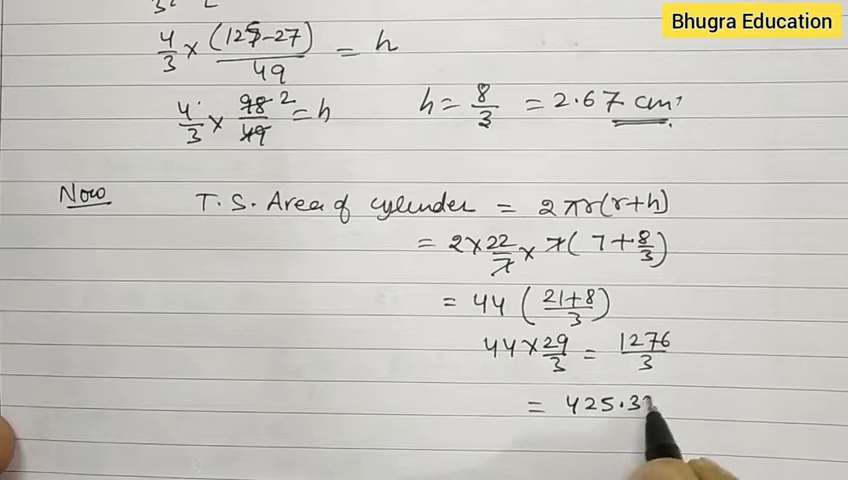 Bhugra Education
4/3 × (125-27)/49 = h
4/3 × 98/49 2 = h
h = 8/3 = 2.67 cm.
Now T.S. Area of cylinder = 2πr(r+h)
= 2×22/7 × 7(7+8/3)
= 44 (21+8/3)
44×29/3 = 1276/3
= 425.3